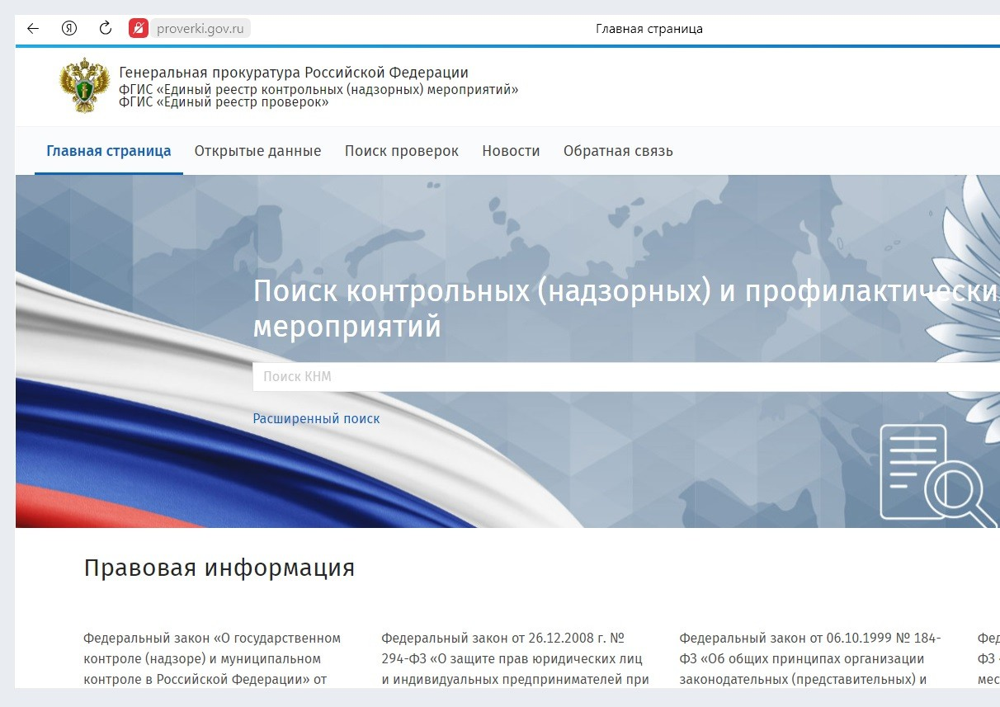 proverki.gov.ru
Главная страница
Генеральная прокуратура Российской Федерации
ФГИС «Единый реестр контрольных (надзорных) мероприятий»
ФГИС «Единый реестр проверок»
Главная страница Открытые данные Поиск проверок Новости Обратная связь
Поиск контрольных (надзорных) и профилактически
мероприятий
Поиск КНМ
Расширенный поиск
Правовая информация
Федеральный закон «О государственном
контроле (надзоре) и муниципальном
контроле в Российской Федерации» от
Федеральный закон от 26.12.2008 г. №
294-ФЗ «О защите прав юридических лиц
и индивидуальных предпринимателей при
Федеральный закон от 06.10.1999 № 184-
ФЗ «Об общих принципах организации
законодательных (представительных) и
Фед
ФЗ
мес